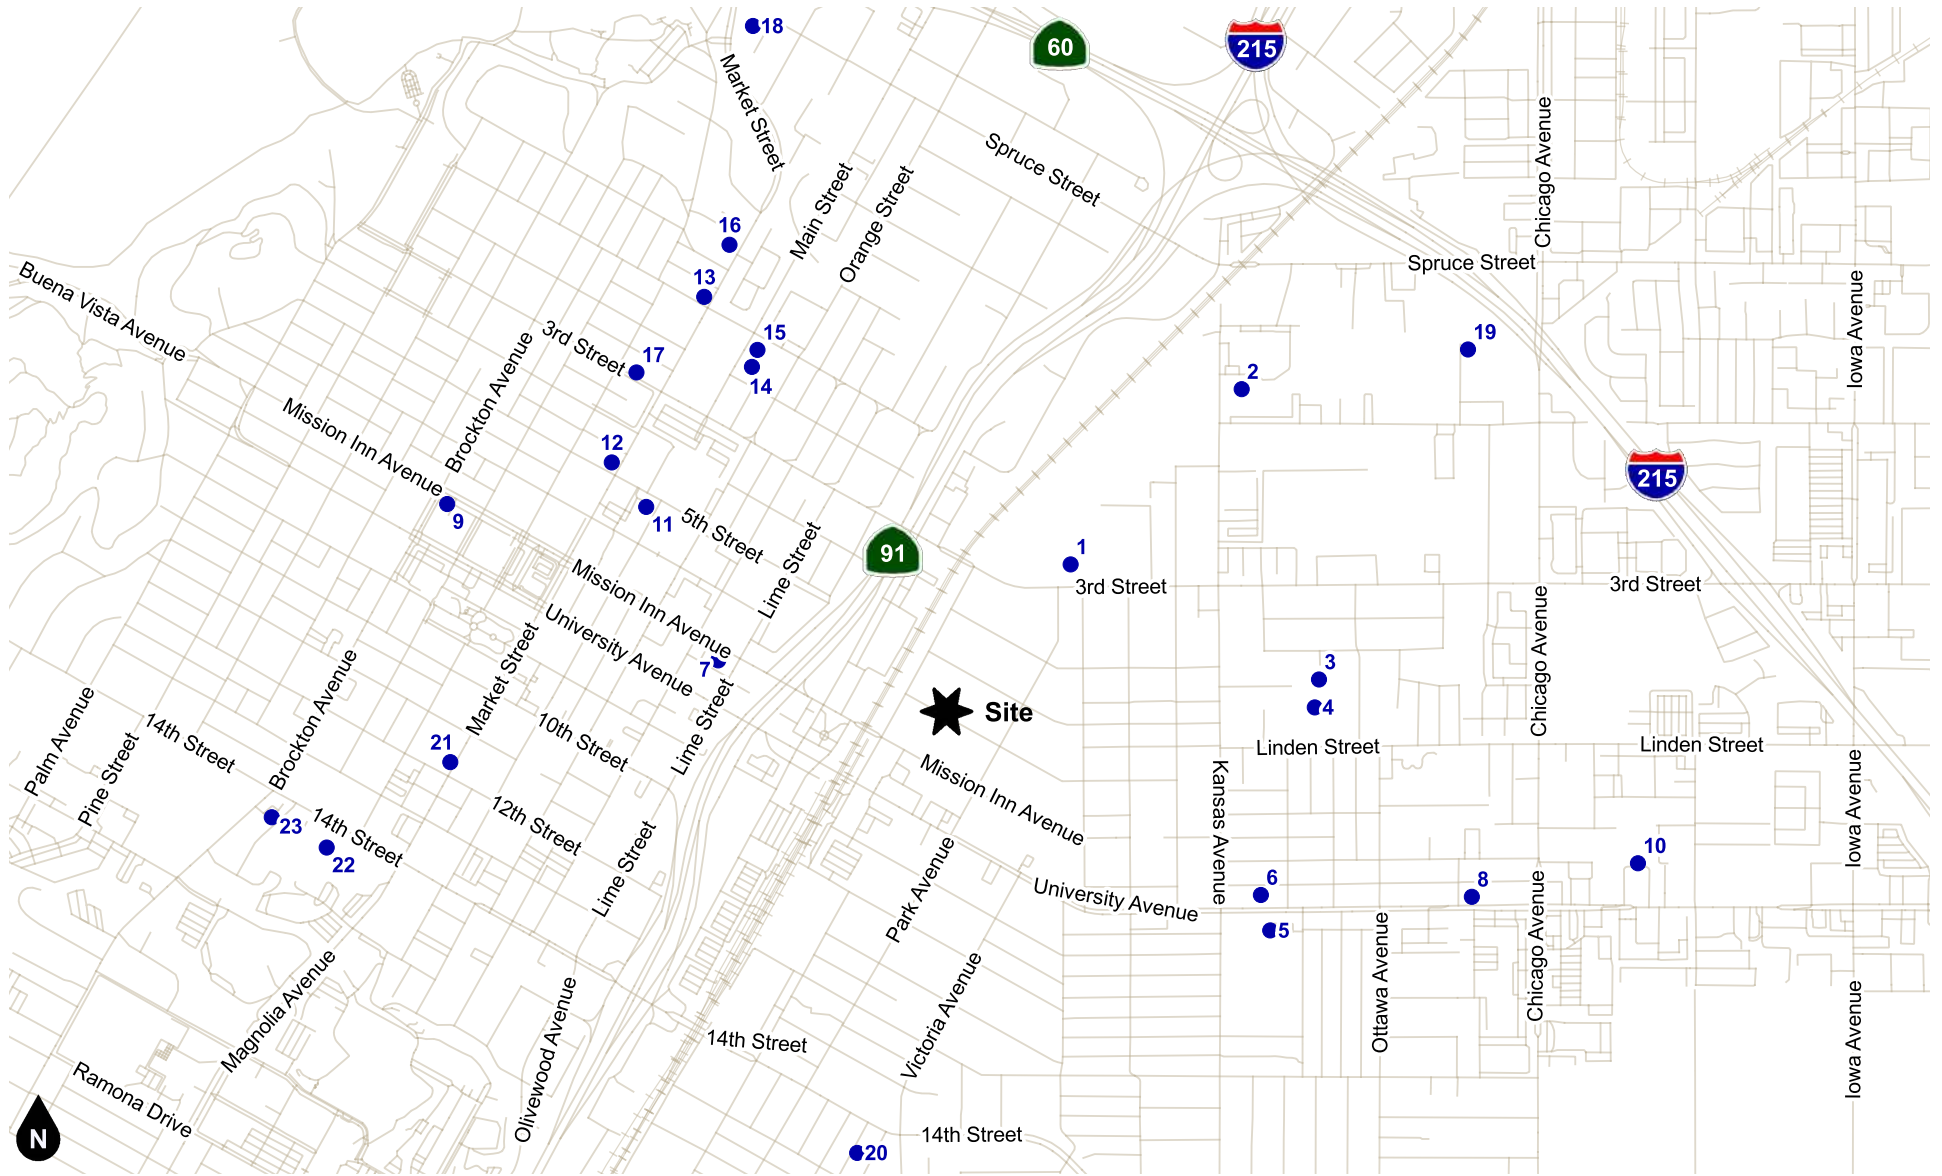 18
60
215
Market Street
Spruce Street
Chicago Avenue
Main Street
Orange Street
16
13
Buena Vista Avenue
Spruce Street
Iowa Avenue
3rd Street
Brockton Avenue
17
15
14
2
19
Mission Inn Avenue
12
9
11
5th Street
215
Lime Street
91
1
3rd Street
3rd Street
Mission Inn Avenue
University Avenue
7
Chicago Avenue
3
4
Market Street
Brockton Avenue
Lime Street
Site
Palm Avenue
Pine Street
14th Street
21
10th Street
Linden Street
Linden Street
Mission Inn Avenue
Kansas Avenue
Iowa Avenue
23
14th Street
22
12th Street
Lime Street
Park Avenue
University Avenue
6
5
8
10
Chicago Avenue
Ottawa Avenue
Magnolia Avenue
Olivewood Avenue
14th Street
Victoria Avenue
Iowa Avenue
Ramona Drive
N
20
14th Street